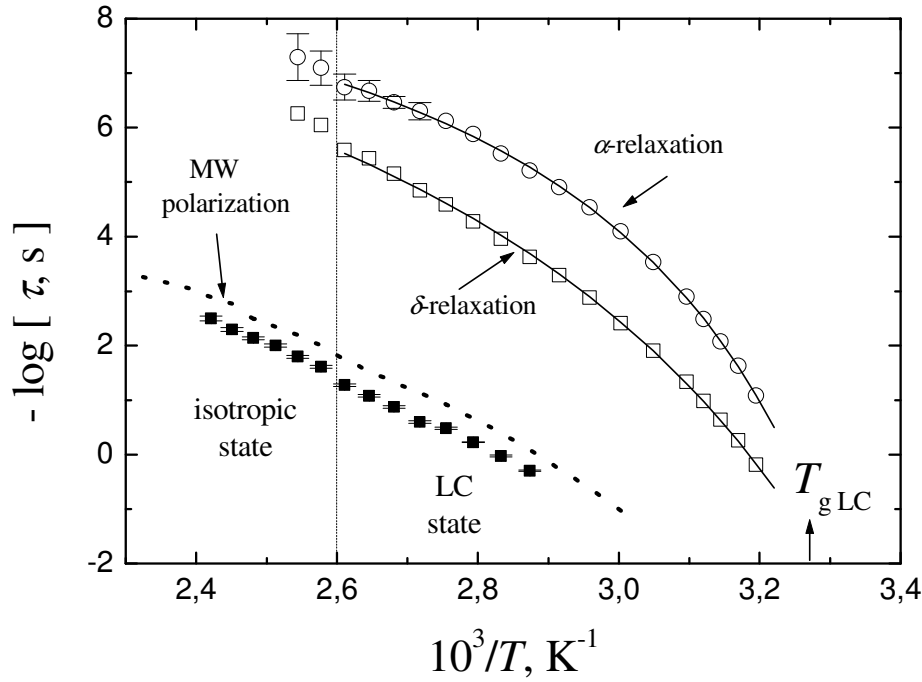 8
6
4
2
0
-2
- log [ τ, s ]
MW
polarization
α-relaxation
δ-relaxation
isotropic
state
LC
state
T g LC
2,4 2,6 2,8 3,0 3,2 3,4
10³/T, K⁻¹